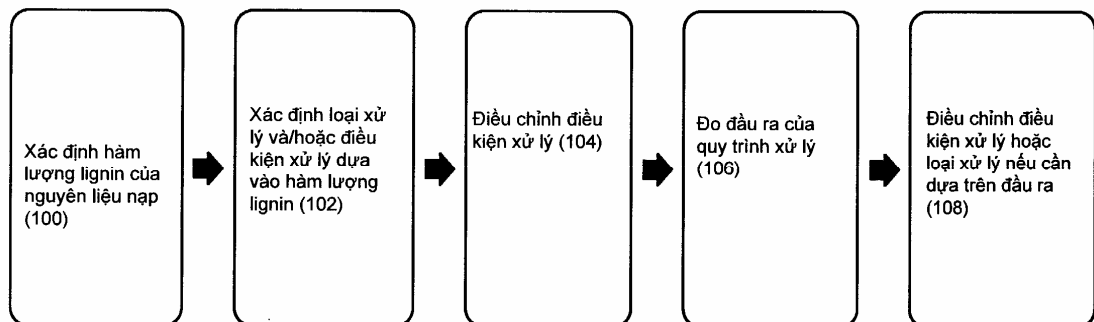 Xác định hàm
lượng lignin của
nguyên liệu nạp
(100)
Xác định loại xử
lý và/hoặc điều
kiện xử lý dựa
vào hàm lượng
lignin (102)
Điều chỉnh điều
kiện xử lý (104)
Đo đầu ra của
quy trình xử lý
(106)
Điều chỉnh điều
kiện xử lý hoặc
loại xử lý nếu cần
dựa trên đầu ra
(108)